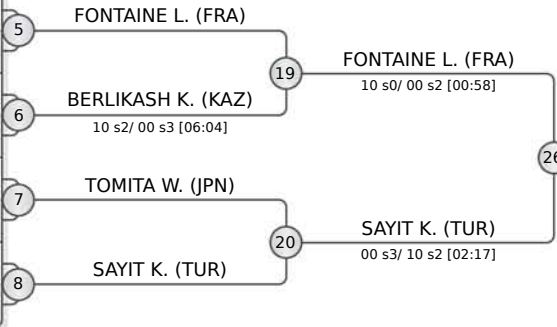 FONTAINE L. (FRA)
5
19
FONTAINE L. (FRA)
10 s0/ 00 s2 [00:58]
BERLIKASH K. (KAZ)
6
10 s2/ 00 s3 [06:04]
26
TOMITA W. (JPN)
7
20
SAYIT K. (TUR)
00 s3/ 10 s2 [02:17]
SAYIT K. (TUR)
8